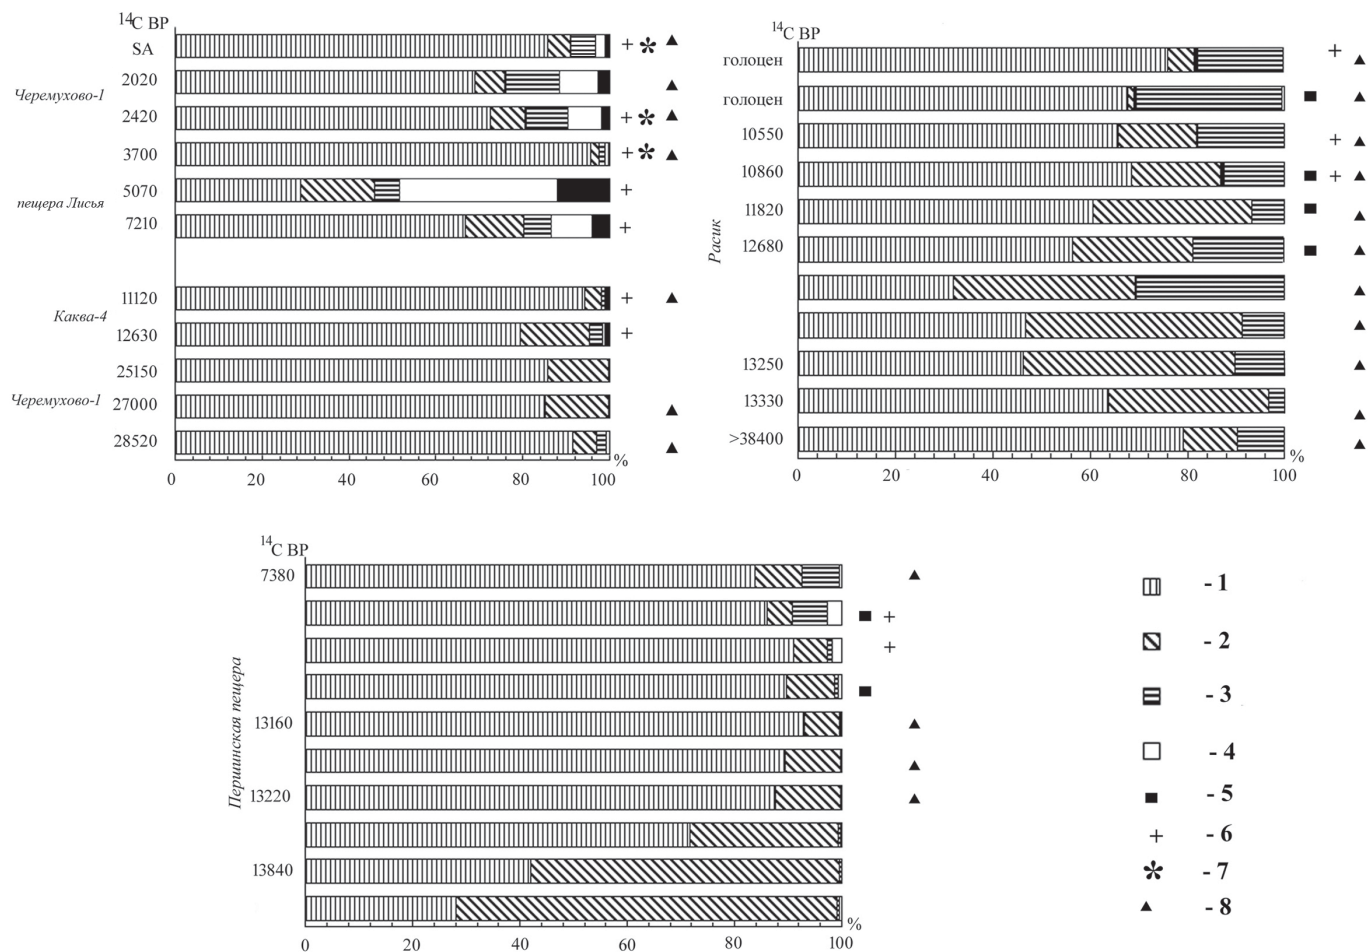 14C BP
SA
2020
2420
3700
5070
7210
11120
12630
25150
27000
28520
Черемухово-1
пещера Лисья
Каква-4
Черемухово-1
0 20 40 60 80 100
%
14C BP
голоцен
голоцен
10550
10860
11820
12680
13250
13330
>38400
Расик
0 20 40 60 80 100
%
14C BP
7380
13160
13220
13840
Першинская пещера
0 20 40 60 80 100
%
- 1
- 2
- 3
- 4
- 5
- 6
- 7
- 8